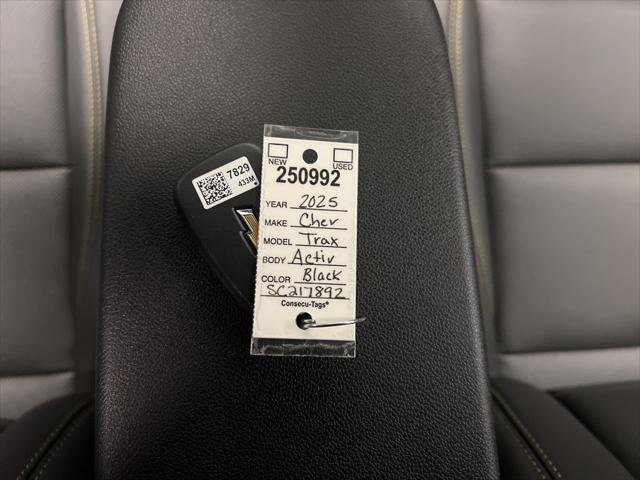 7829
433M
NEW USED
250992
YEAR 2025
MAKE Chev
MODEL Trax
BODY Activ
COLOR Black
SC217892
Consecu-Tags®